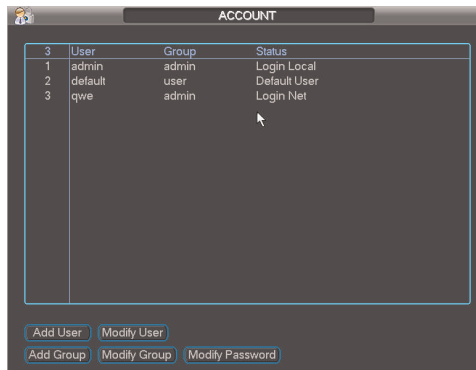 ACCOUNT
3 User Group Status
1 admin admin Login Local
2 default user Default User
3 qwe admin Login Net
Add User Modify User
Add Group Modify Group Modify Password